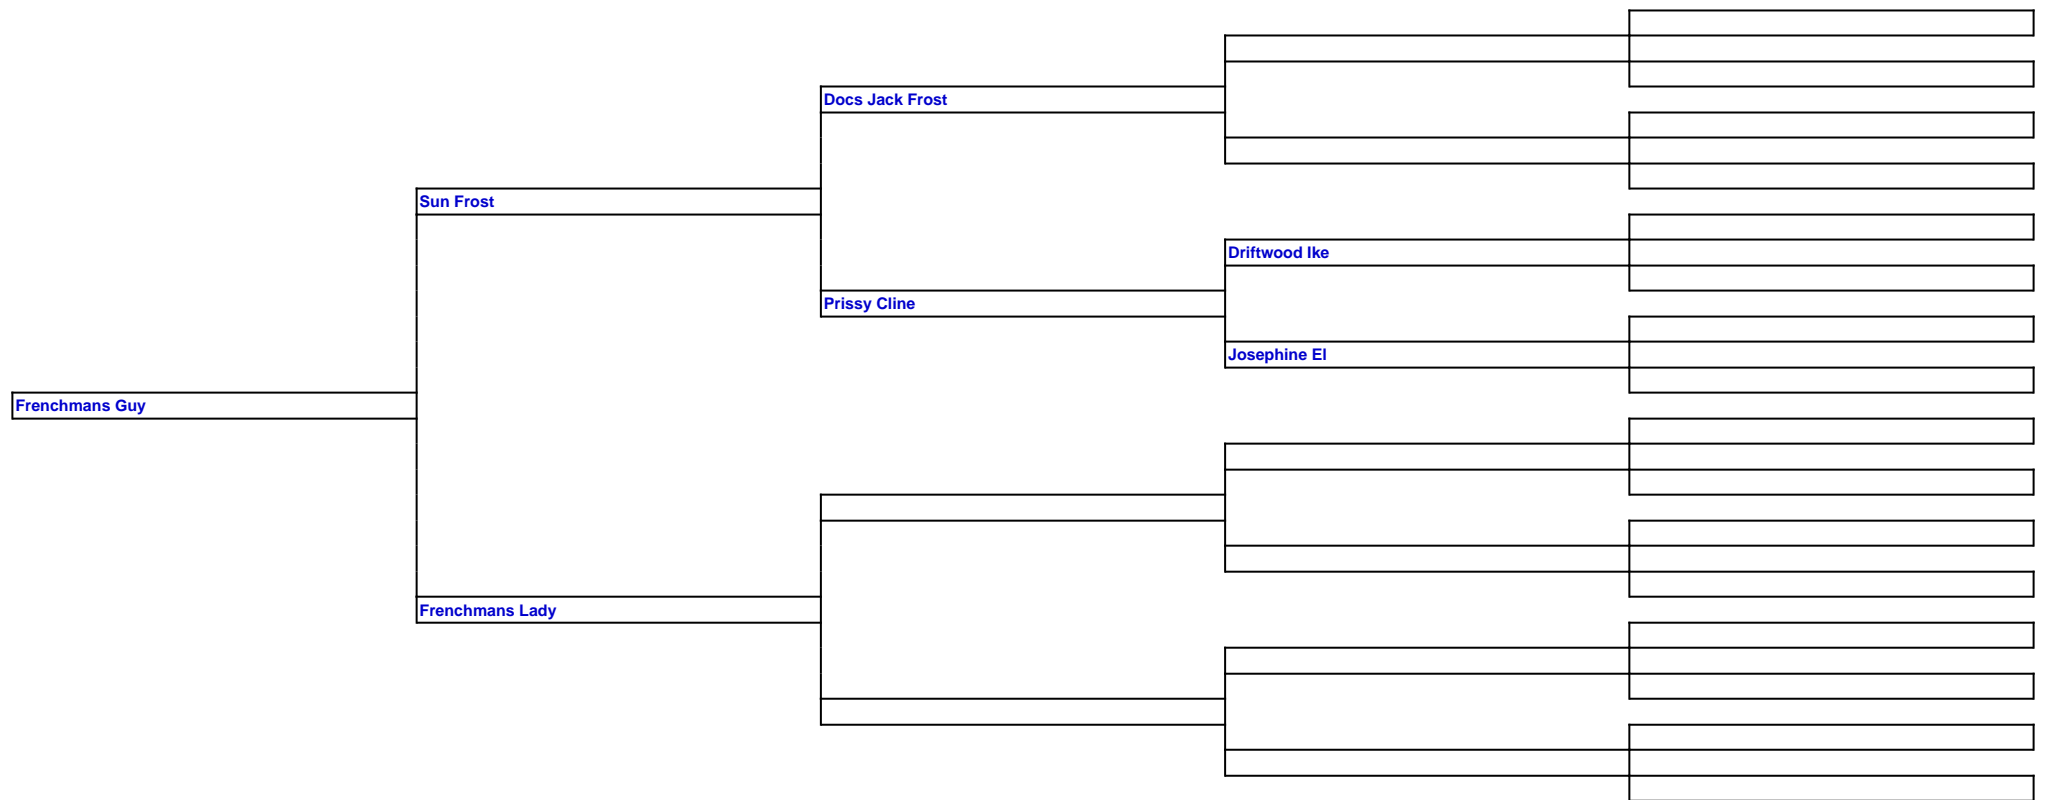 Docs Jack Frost
Sun Frost
Driftwood Ike
Prissy Cline
Josephine El
Frenchmans Guy
Frenchmans Lady